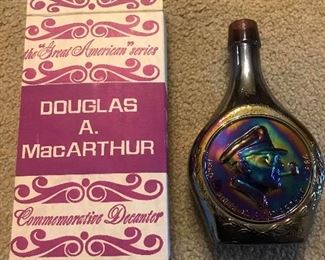 the "Great American" series
DOUGLAS
A.
MacARTHUR
Commemorative Decanter